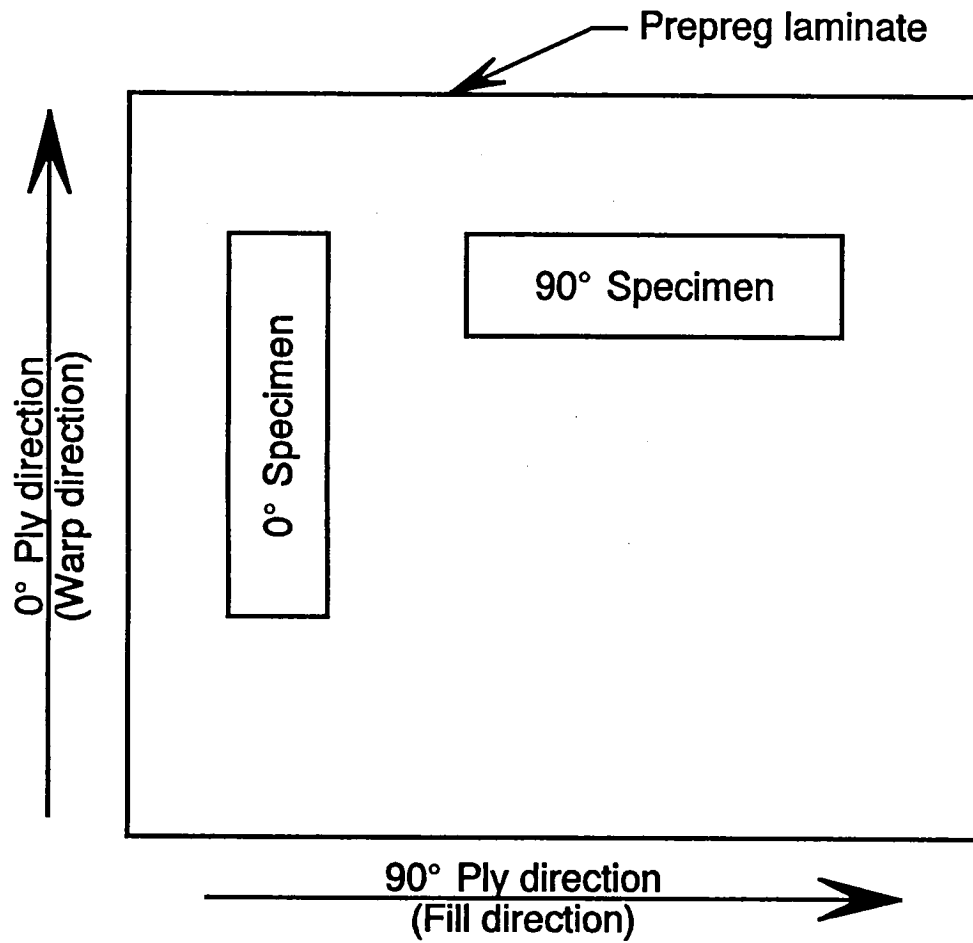 Prepreg laminate
90° Specimen
0° Specimen
0° Ply direction
(Warp direction)
90° Ply direction
(Fill direction)